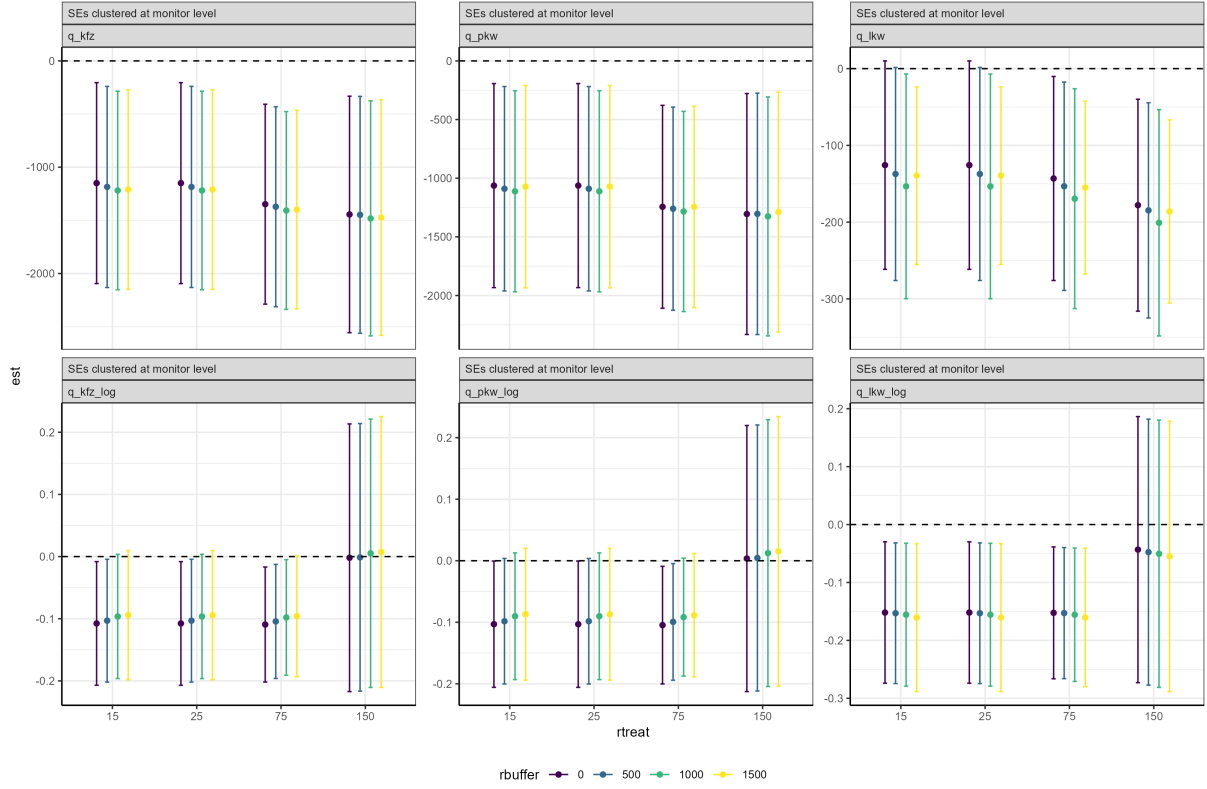 SEs clustered at monitor level
SEs clustered at monitor level
SEs clustered at monitor level
q_kfz
q_pkw
q_lkw
0
-1000
-2000
0
-500
-1000
-1500
-2000
0
-100
-200
-300
est
SEs clustered at monitor level
SEs clustered at monitor level
SEs clustered at monitor level
q_kfz_log
q_pkw_log
q_lkw_log
0.2
0.1
0.0
-0.1
-0.2
0.2
0.1
0.0
-0.1
-0.2
0.2
0.1
0.0
-0.1
-0.2
-0.3
15 25 75 150
15 25 75 150
15 25 75 150
rtreat
rbuffer 0 500 1000 1500